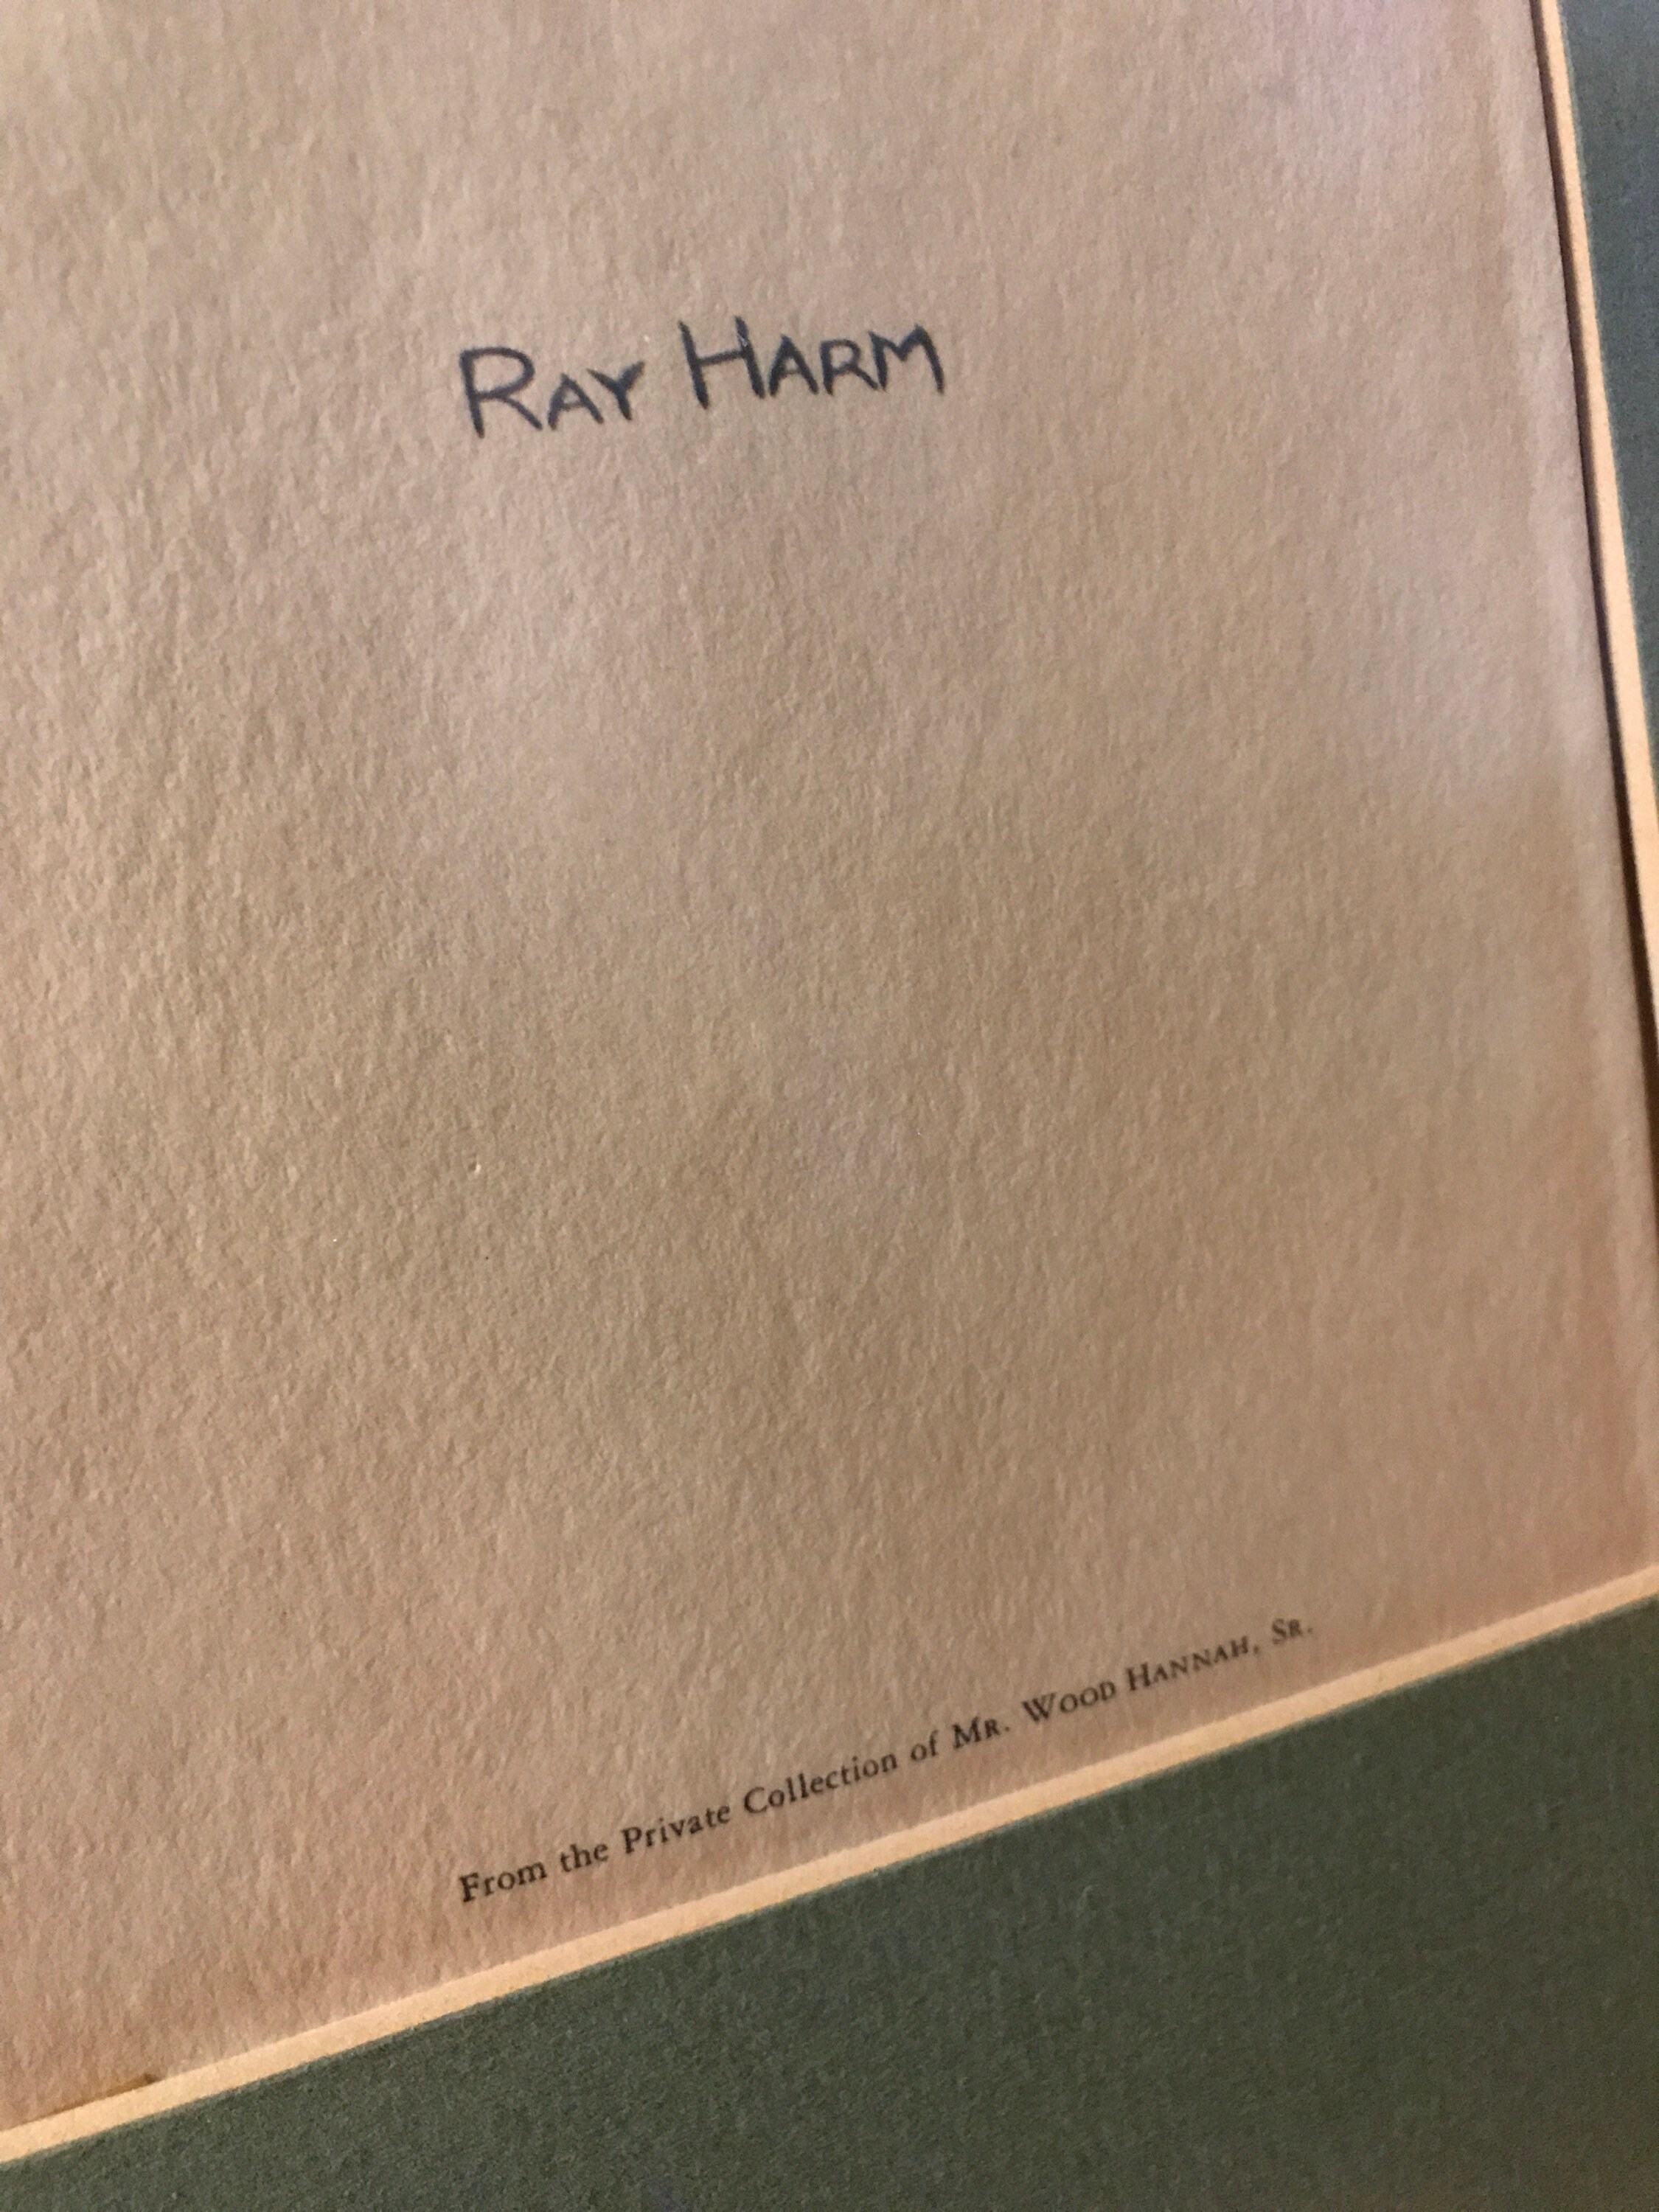 RAY HARM
From the Private Collection of MR. WOOD HANNAH, SR.